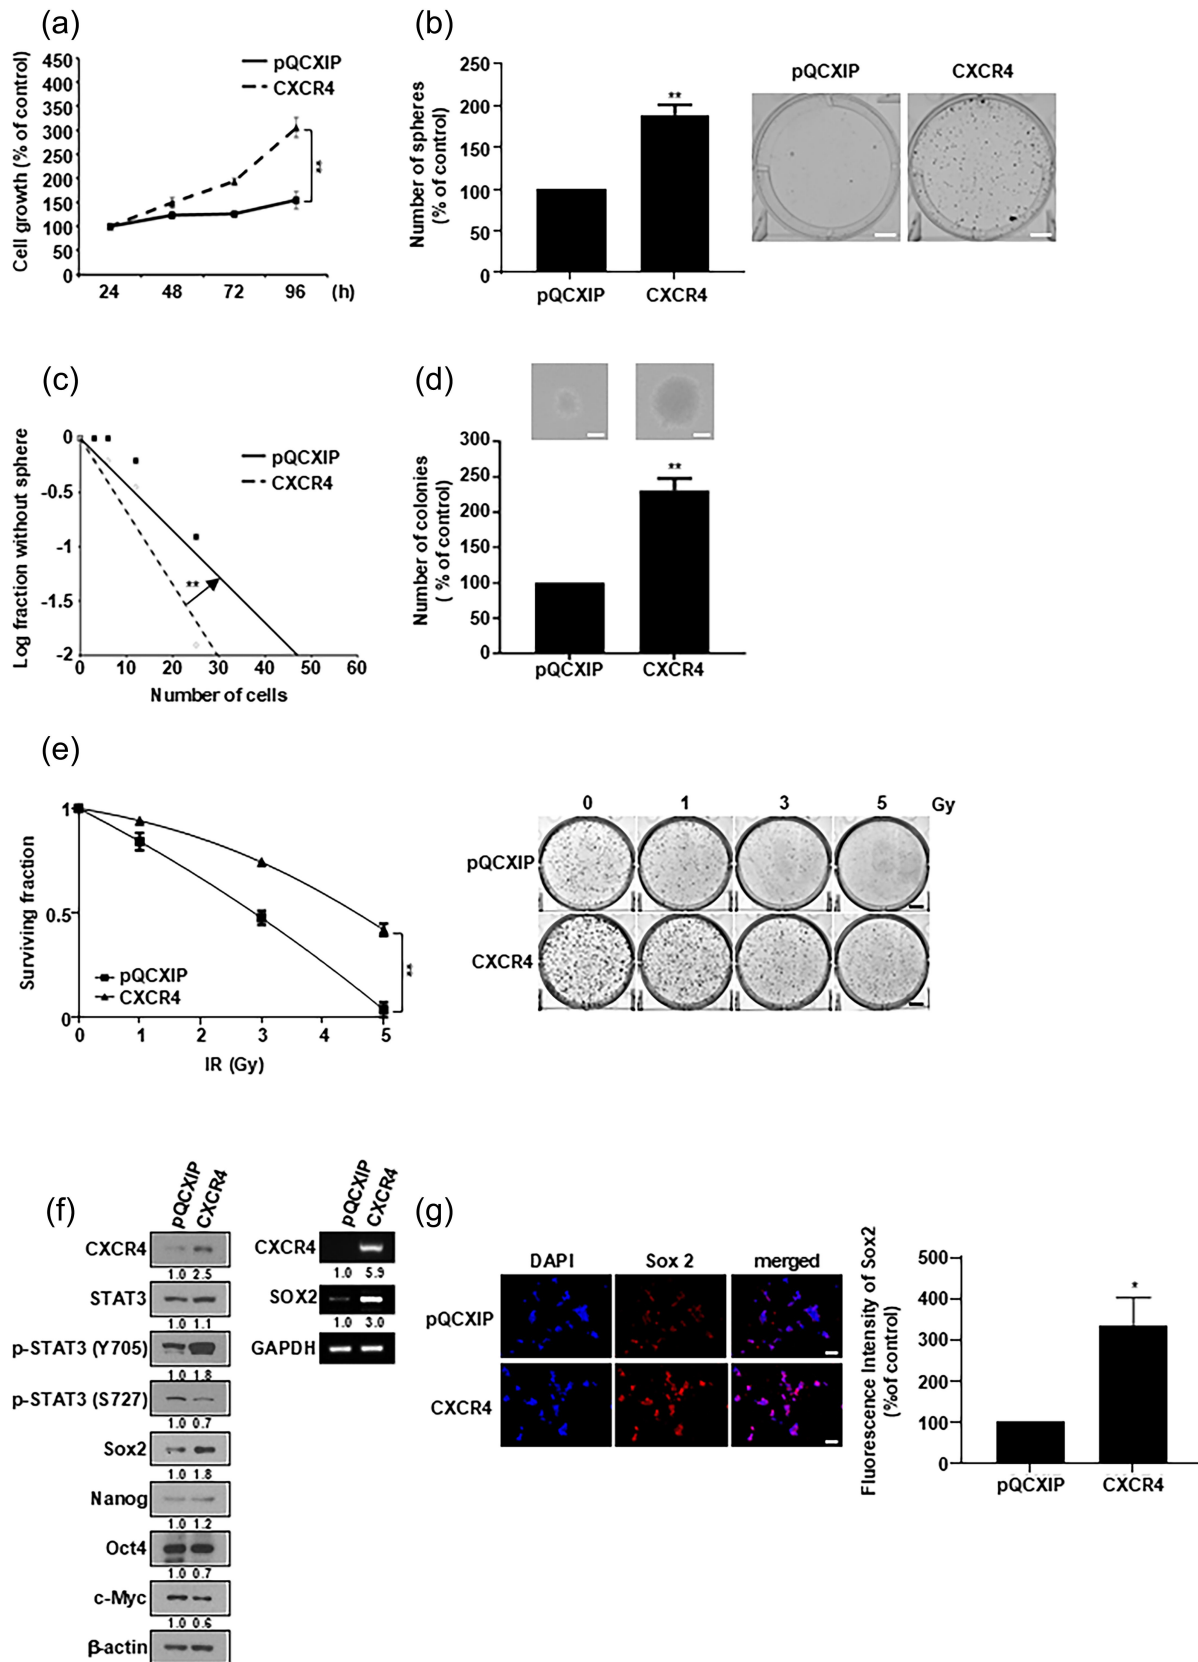 (a)
Cell growth (% of control)
450
400
350
300
250
200
150
100
50
0
24 48 72 96 (h)
pQCXIP
CXCR4
**
(b)
Number of spheres
(% of control)
250
200
150
100
50
0
**
pQCXIP CXCR4
pQCXIP CXCR4
(c)
Log fraction without sphere
0
-0.5
-1
-1.5
-2
0 10 20 30 40 50 60
Number of cells
pQCXIP
CXCR4
**
(d)
Number of colonies
( % of control)
300
250
200
150
100
50
0
**
pQCXIP CXCR4
(e)
Surviving fraction
1
0.5
0
0 1 2 3 4 5
IR (Gy)
pQCXIP
CXCR4
**
0 1 3 5 Gy
pQCXIP
CXCR4
(f)
pQCXIP CXCR4
CXCR4
1.0 2.5
STAT3
1.0 1.1
p-STAT3 (Y705)
1.0 1.8
p-STAT3 (S727)
1.0 0.7
Sox2
1.0 1.8
Nanog
1.0 1.2
Oct4
1.0 0.7
c-Myc
1.0 0.6
β-actin
pQCXIP CXCR4
CXCR4
1.0 5.9
SOX2
1.0 3.0
GAPDH
(g)
DAPI Sox 2 merged
pQCXIP
CXCR4
Fluorescence Intensity of Sox2
(%of control)
500
400
300
200
100
0
*
pQCXIP CXCR4